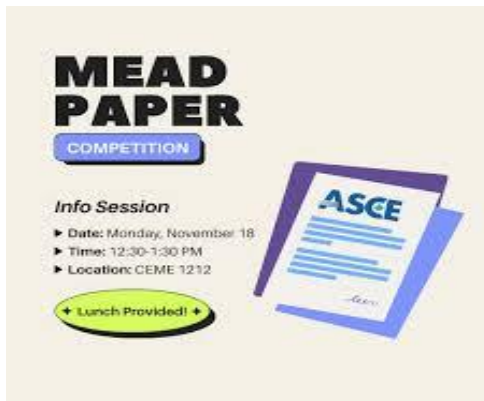 MEAD
PAPER
COMPETITION
Info Session
▶ Date: Monday, November 18
▶ Time: 12:30-1:30 PM
▶ Location: CEME 1212
✦ Lunch Provided! ✦
ASCE